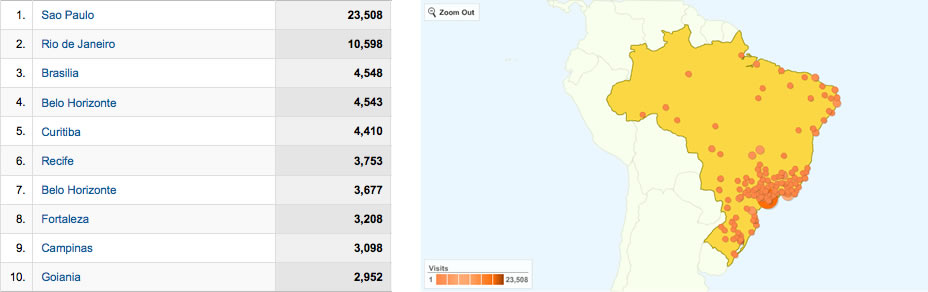 1. Sao Paulo 23,508
2. Rio de Janeiro 10,598
3. Brasilia 4,548
4. Belo Horizonte 4,543
5. Curitiba 4,410
6. Recife 3,753
7. Belo Horizonte 3,677
8. Fortaleza 3,208
9. Campinas 3,098
10. Goiania 2,952
Zoom Out
Visits
1 23,508